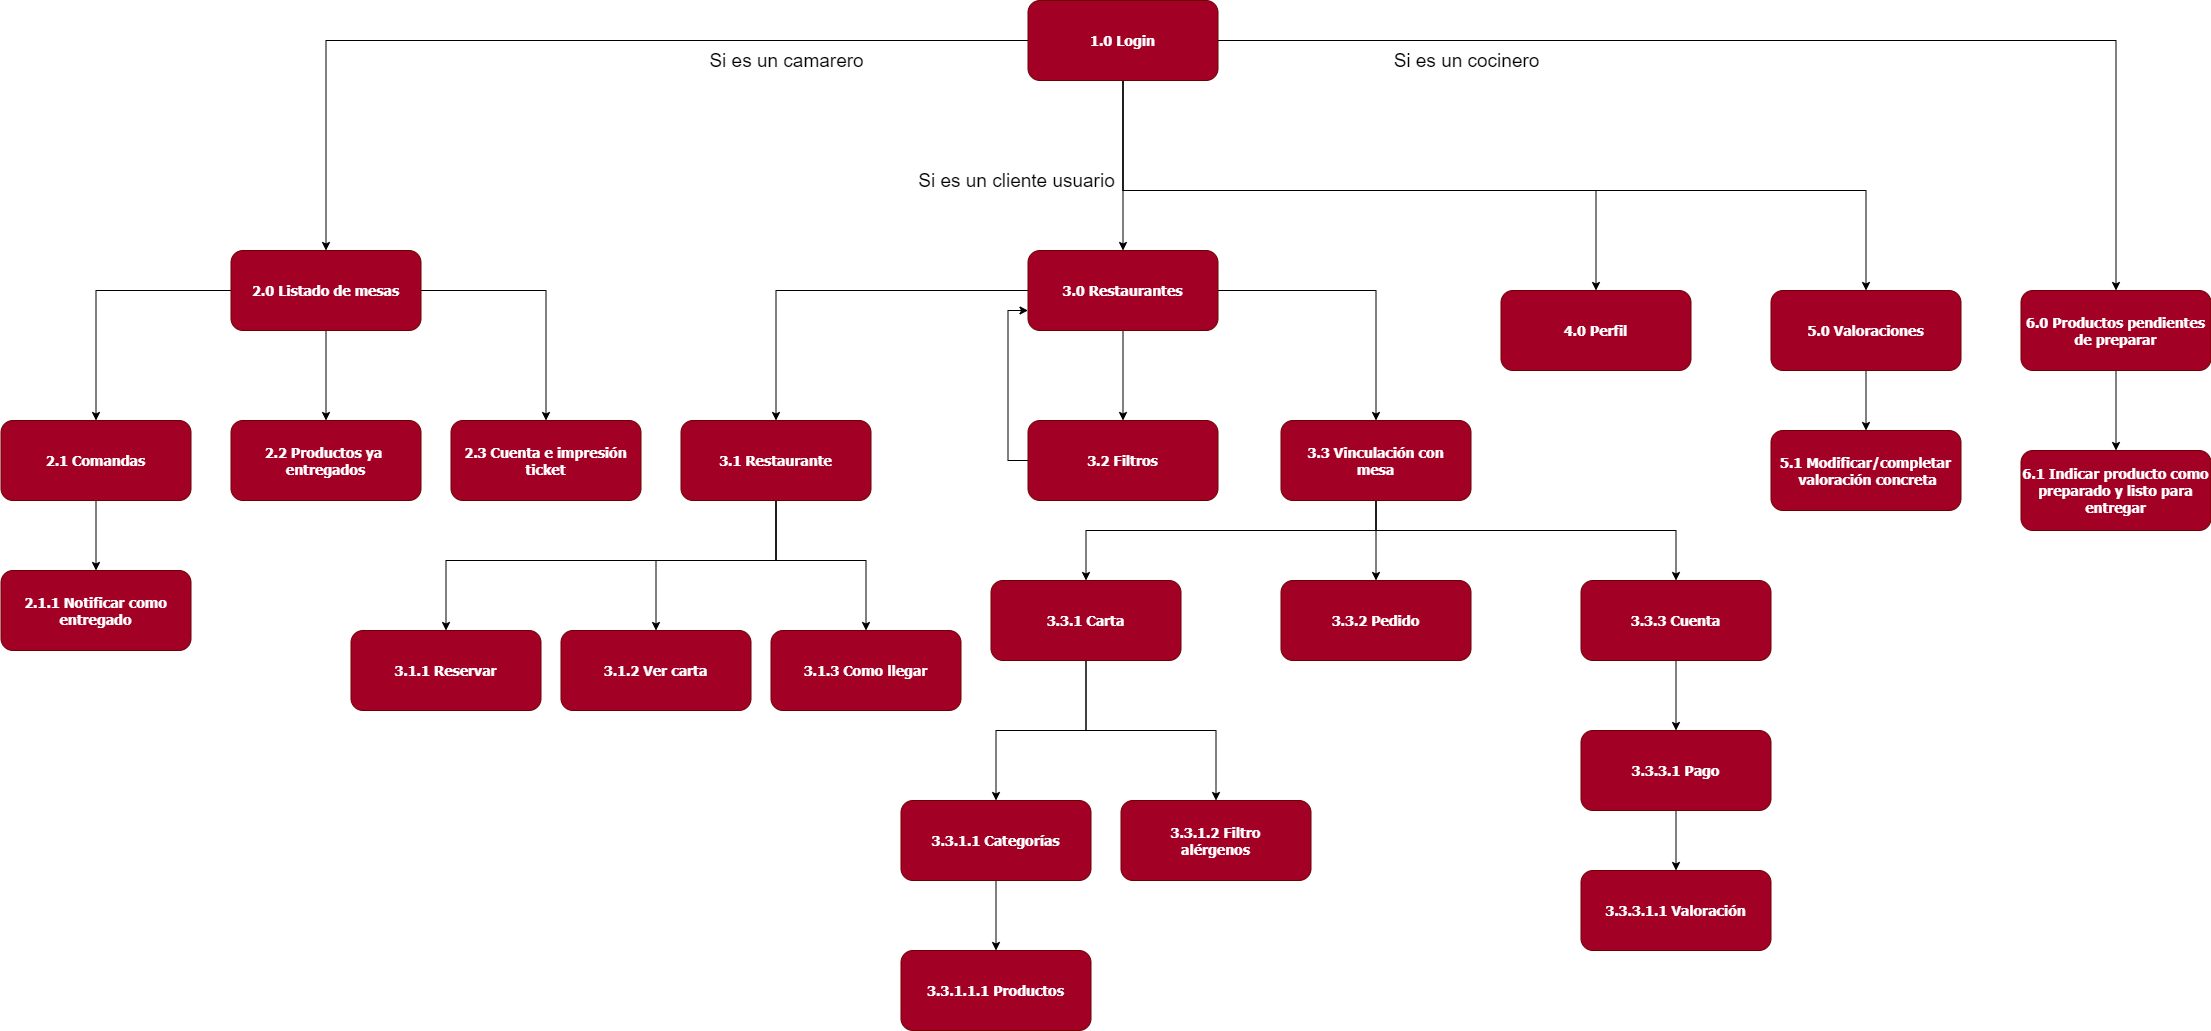 1.0 Login
Si es un camarero
Si es un cocinero
Si es un cliente usuario
2.0 Listado de mesas
3.0 Restaurantes
4.0 Perfil
5.0 Valoraciones
6.0 Productos pendientes
de preparar
2.1 Comandas
2.2 Productos ya
entregados
2.3 Cuenta e impresión
ticket
3.1 Restaurante
3.2 Filtros
3.3 Vinculación con
mesa
5.1 Modificar/completar
valoración concreta
6.1 Indicar producto como
preparado y listo para
entregar
2.1.1 Notificar como
entregado
3.1.1 Reservar
3.1.2 Ver carta
3.1.3 Como llegar
3.3.1 Carta
3.3.2 Pedido
3.3.3 Cuenta
3.3.3.1 Pago
3.3.1.1 Categorías
3.3.1.2 Filtro
alérgenos
3.3.3.1.1 Valoración
3.3.1.1.1 Productos